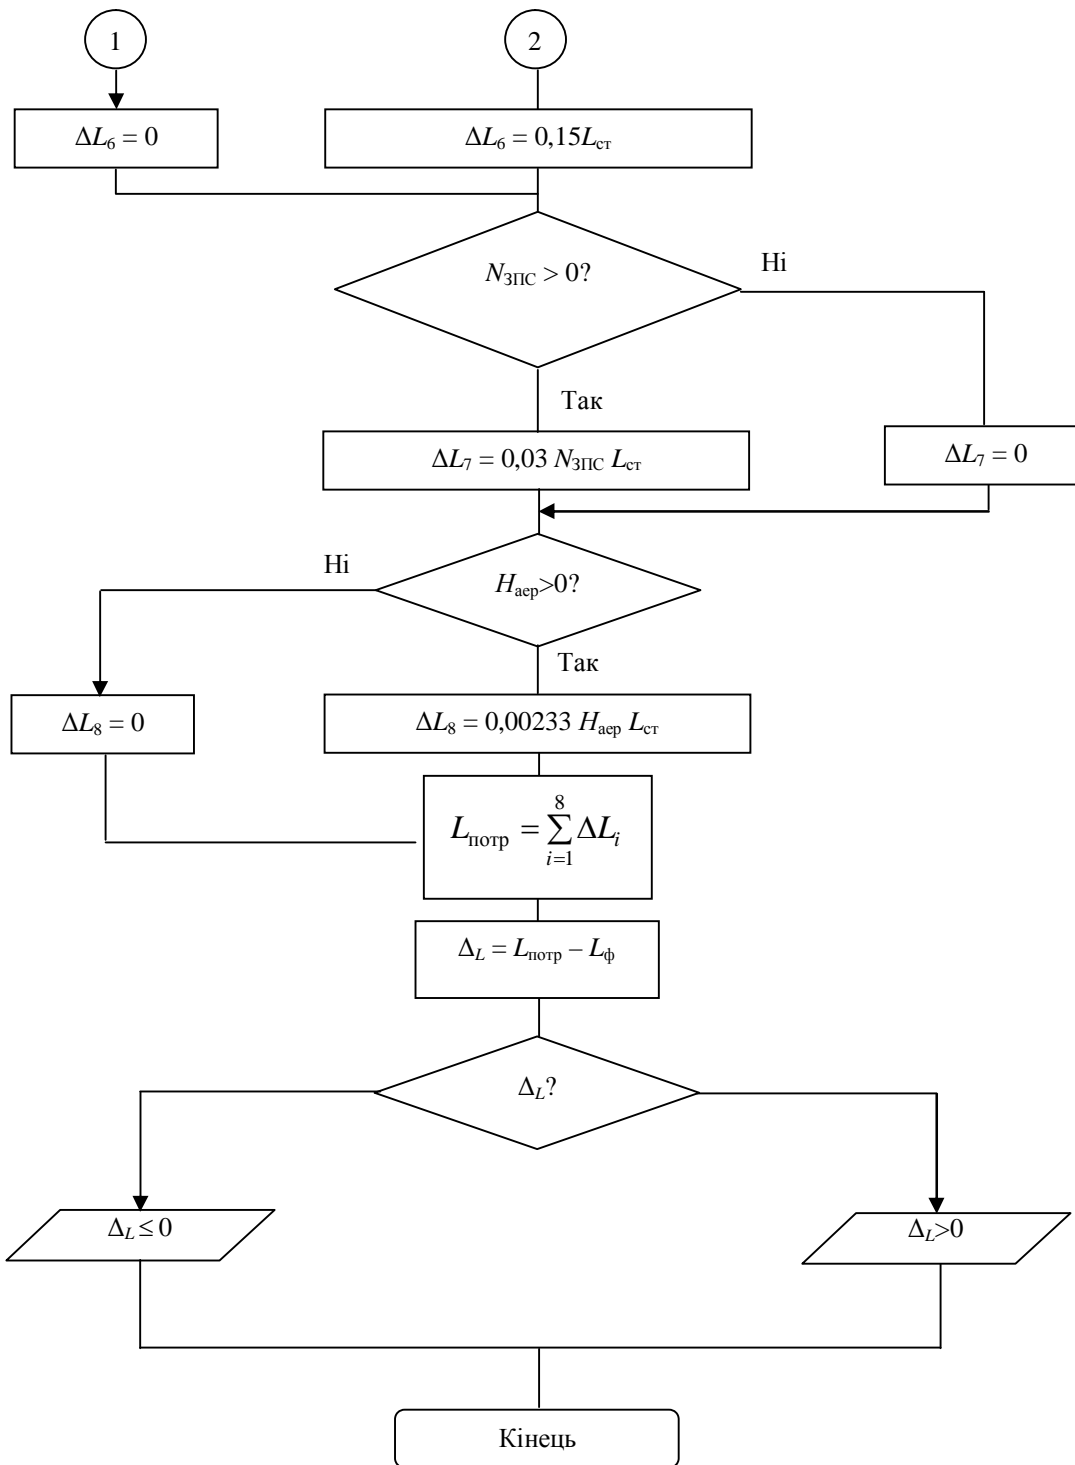 1
2
ΔL₆ = 0
ΔL₆ = 0,15Lст
NЗПС > 0?
Ні
Так
ΔL₇ = 0,03 NЗПС Lст
ΔL₇ = 0
Ні
Hаер>0?
Так
ΔL₈ = 0
ΔL₈ = 0,00233 Hаер Lст
Lпотр = ∑ᵢ₌₁⁸ ΔLᵢ
ΔL = Lпотр – Lф
ΔL?
ΔL ≤ 0
ΔL>0
Кінець